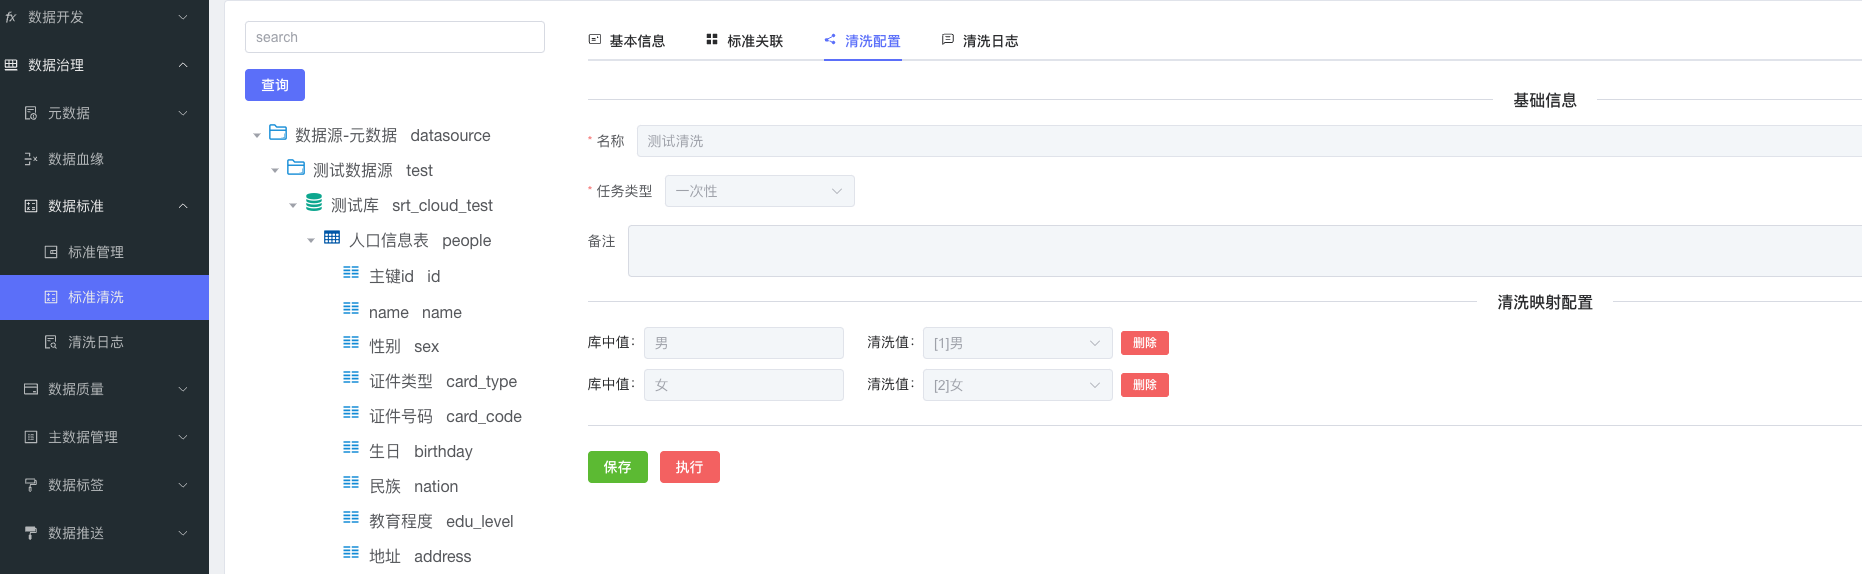 数据开发
数据治理
元数据
数据血缘
数据标准
标准管理
标准清洗
清洗日志
数据质量
主数据管理
数据标签
数据推送
search
查询
数据源-元数据 datasource
测试数据源 test
测试库 srt_cloud_test
人口信息表 people
主键id id
name name
性别 sex
证件类型 card_type
证件号码 card_code
生日 birthday
民族 nation
教育程度 edu_level
地址 address
基本信息 标准关联 清洗配置 清洗日志
基础信息
* 名称 测试清洗
* 任务类型 一次性
备注
清洗映射配置
库中值： 男 清洗值： [1]男 删除
库中值： 女 清洗值： [2]女 删除
保存 执行